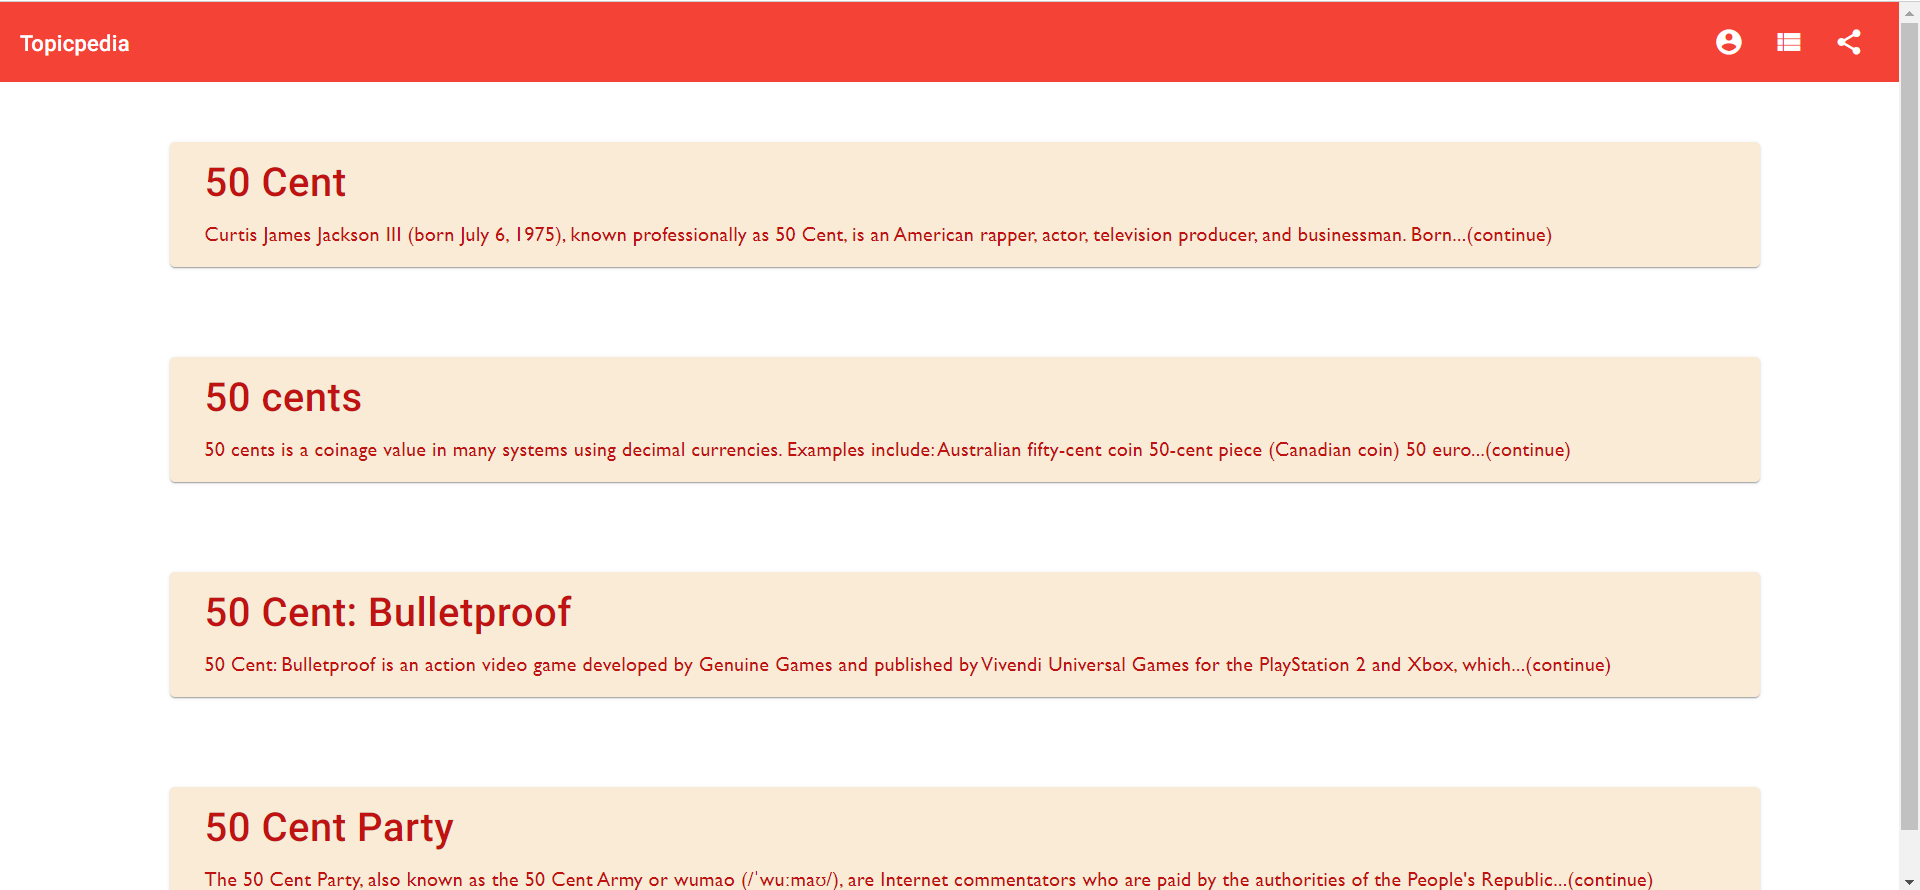 Topicpedia
50 Cent
Curtis James Jackson III (born July 6, 1975), known professionally as 50 Cent, is an American rapper, actor, television producer, and businessman. Born...(continue)
50 cents
50 cents is a coinage value in many systems using decimal currencies. Examples include: Australian fifty-cent coin 50-cent piece (Canadian coin) 50 euro...(continue)
50 Cent: Bulletproof
50 Cent: Bulletproof is an action video game developed by Genuine Games and published by Vivendi Universal Games for the PlayStation 2 and Xbox, which...(continue)
50 Cent Party
The 50 Cent Party, also known as the 50 Cent Army or wumao (/ˈwuːmaʊ/), are Internet commentators who are paid by the authorities of the People's Republic...(continue)